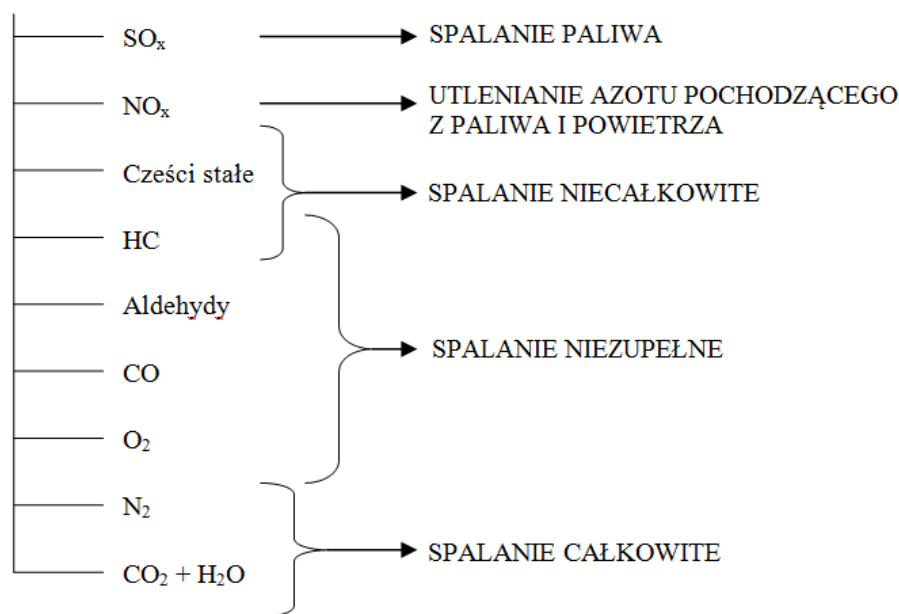 SOₓ SPALANIE PALIWA
NOₓ UTLENIANIE AZOTU POCHODZĄCEGO
Z PALIWA I POWIETRZA
Cześci stałe
SPALANIE NIECAŁKOWITE
HC
Aldehydy
SPALANIE NIEZUPEŁNE
CO
O₂
N₂
SPALANIE CAŁKOWITE
CO₂ + H₂O